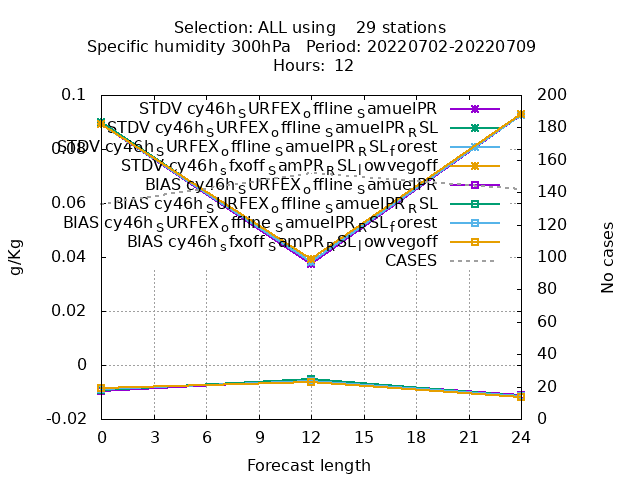 Selection: ALL using    29 stations
Specific humidity 300hPa   Period: 20220702-20220709
Hours:  12
0.1
0.08
0.06
0.04
0.02
0
-0.02
g/Kg
STDV cy46h_SURFEX_offline_SamuelPR
STDV cy46h_SURFEX_offline_SamuelPR_RSL
STDV cy46h_SURFEX_offline_SamuelPR_RSL_forest
STDV cy46h_sfxoff_SamPR_RSL_lowvegoff
BIAS cy46h_SURFEX_offline_SamuelPR
BIAS cy46h_SURFEX_offline_SamuelPR_RSL
BIAS cy46h_SURFEX_offline_SamuelPR_RSL_forest
BIAS cy46h_sfxoff_SamPR_RSL_lowvegoff
CASES
200
180
160
140
120
100
80
60
40
20
0
No cases
0 3 6 9 12 15 18 21 24
Forecast length